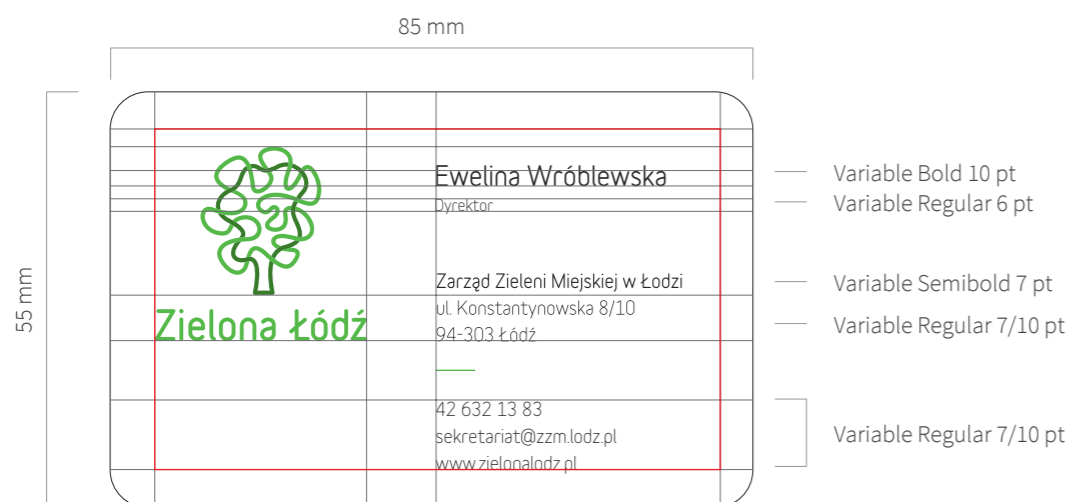 85 mm
55 mm
Zielona Łódź
Ewelina Wróblewska
Dyrektor
Zarząd Zieleni Miejskiej w Łodzi
ul. Konstantynowska 8/10
94-303 Łódź
42 632 13 83
sekretariat@zzm.lodz.pl
www.zielonalodz.pl
Variable Bold 10 pt
Variable Regular 6 pt
Variable Semibold 7 pt
Variable Regular 7/10 pt
Variable Regular 7/10 pt